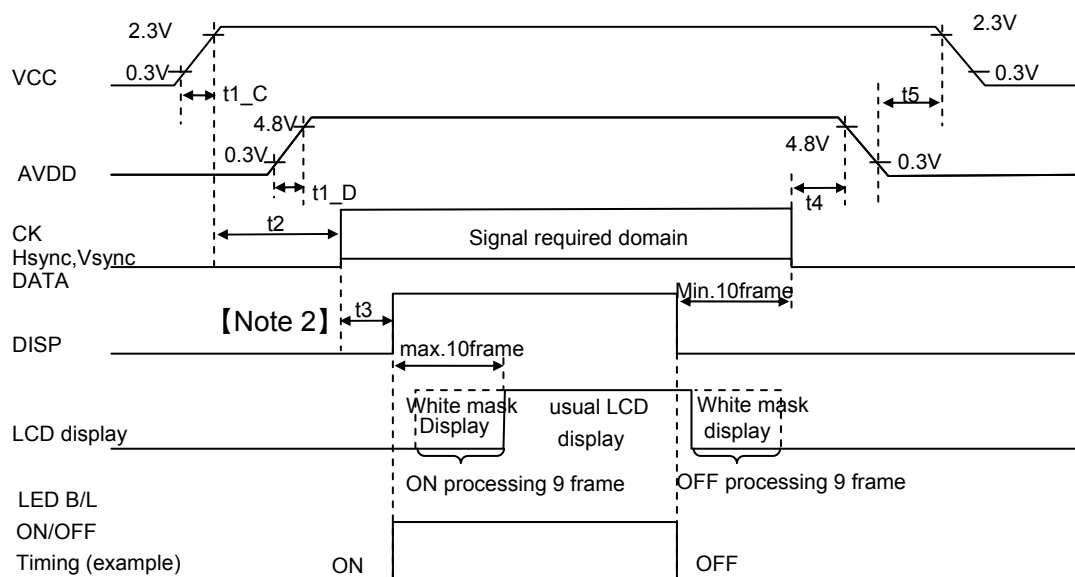 2.3V
2.3V
VCC
0.3V
0.3V
t1_C
t5
4.8V
4.8V
0.3V
0.3V
AVDD
t1_D
t4
t2
CK
Hsync,Vsync
DATA
Signal required domain
Min.10frame
t3
【Note 2】
DISP
max.10frame
White mask
Display
usual LCD
display
White mask
display
LCD display
ON processing 9 frame
OFF processing 9 frame
LED B/L
ON/OFF
Timing (example)
ON
OFF